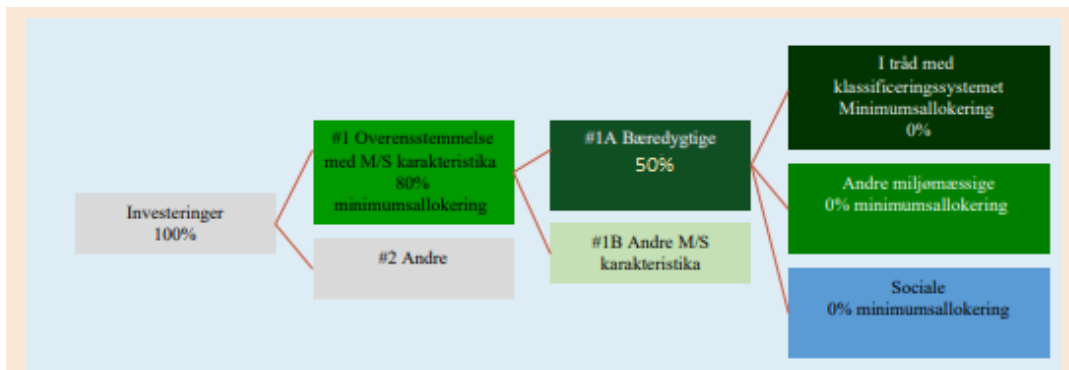 Investeringer
100%
#1 Overensstemmelse
med M/S karakteristika
80%
minimumsallokering
#2 Andre
#1A Bæredygtige
50%
#1B Andre M/S
karakteristika
I tråd med
klassificeringssystemet
Minimumsallokering
0%
Andre miljømæssige
0% minimumsallokering
Sociale
0% minimumsallokering